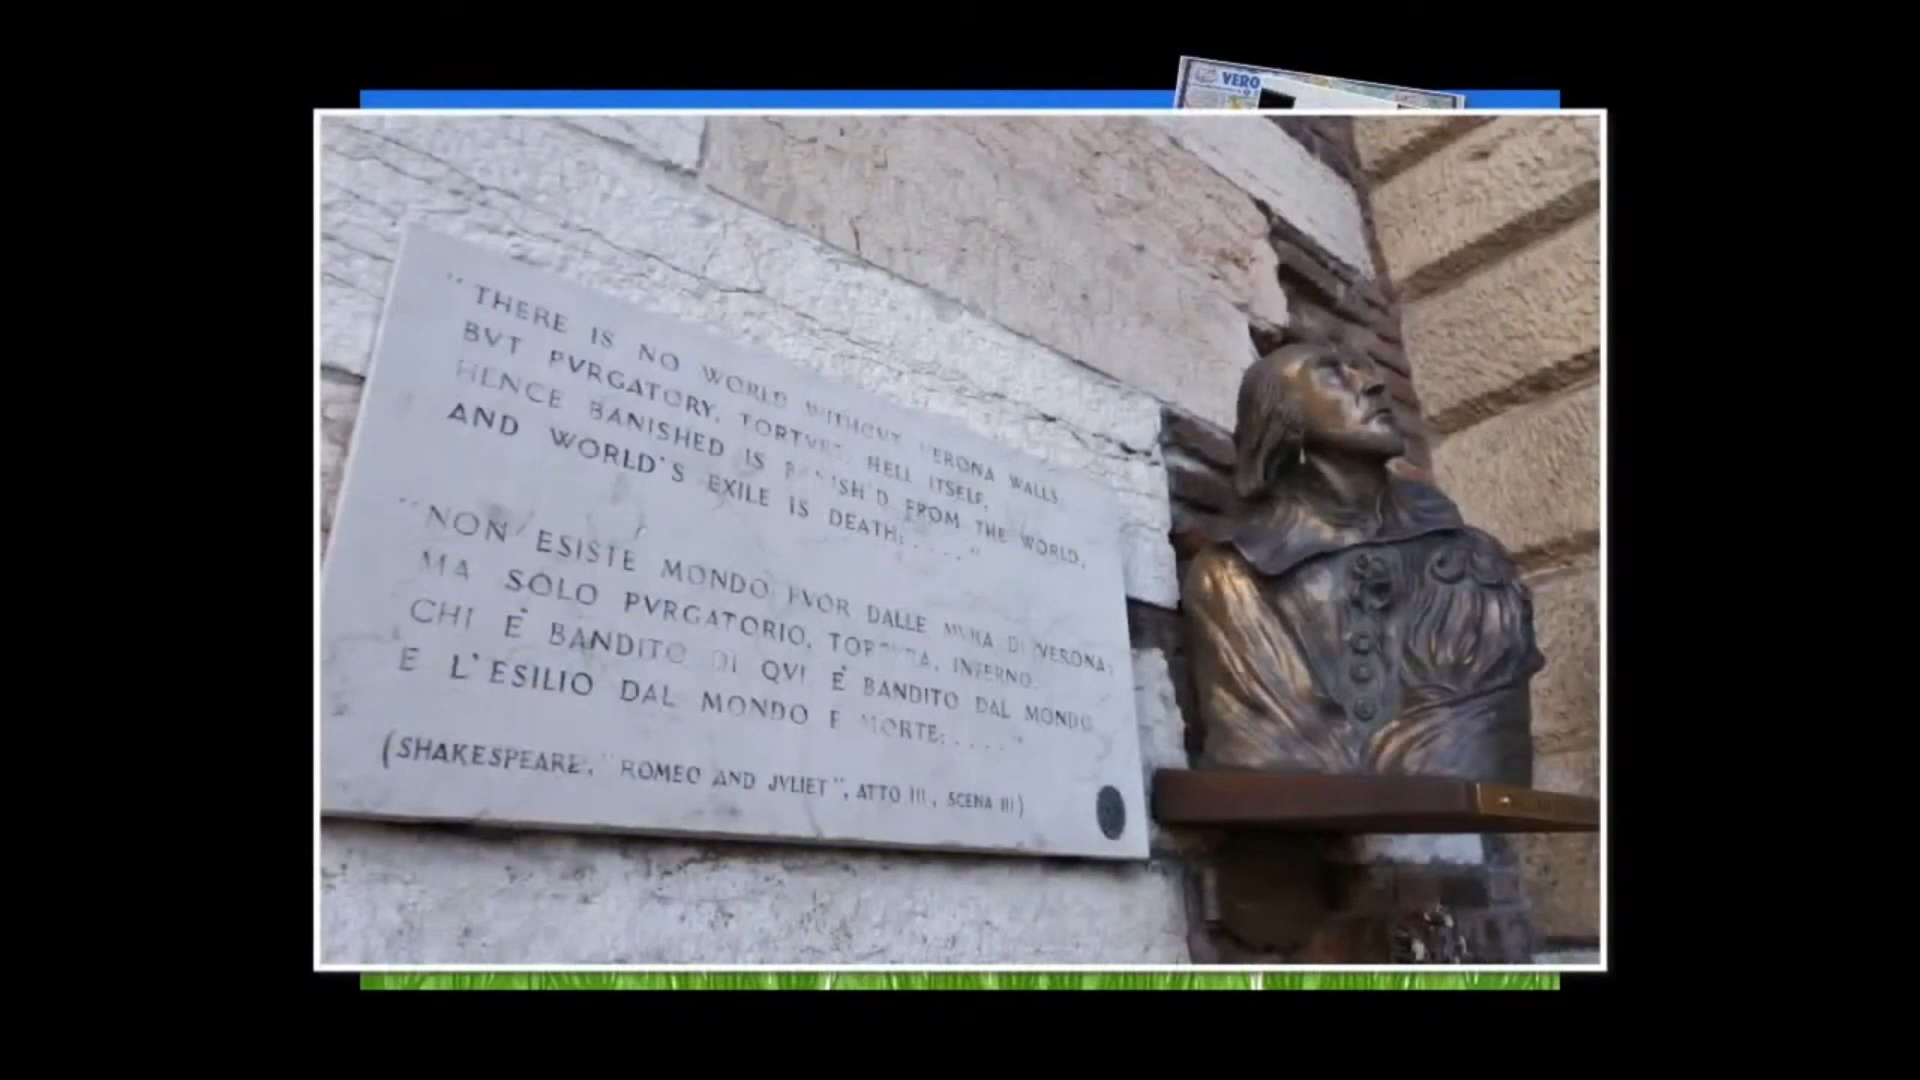 VERO
"THERE IS NO WORLD WITHOVT VERONA WALLS
BVT PVRGATORY, TORTVRE, HELL ITSELF,
HENCE BANISHED IS BANISH'D FROM THE WORLD,
AND WORLD'S EXILE IS DEATH:....."
"NON ESISTE MONDO FVOR DALLE MVRA DI VERONA;
MA SOLO PVRGATORIO, TORTVRA, INFERNO.
CHI È BANDITO DI QVI, È BANDITO DAL MONDO
E L'ESILIO DAL MONDO È MORTE:....."
(SHAKESPEARE, "ROMEO AND JVLIET", ATTO III, SCENA III)